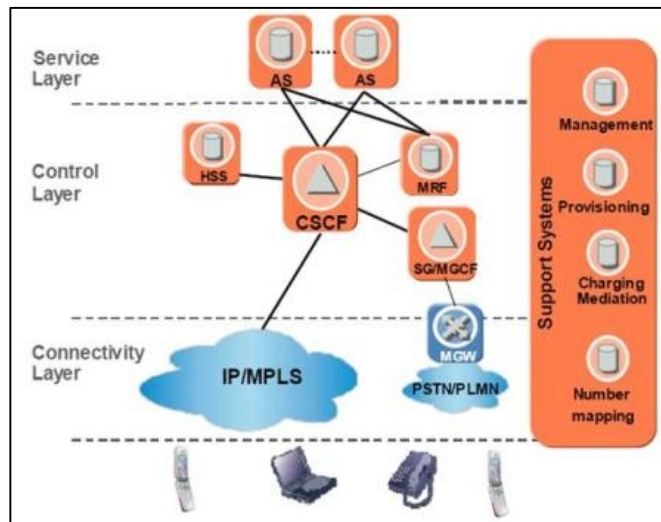 Service
Layer
AS
AS
Control
Layer
HSS
CSCF
MRF
SG/MGCF
Connectivity
Layer
IP/MPLS
MGW
PSTN/PLMN
Support Systems
Management
Provisioning
Charging
Mediation
Number
mapping